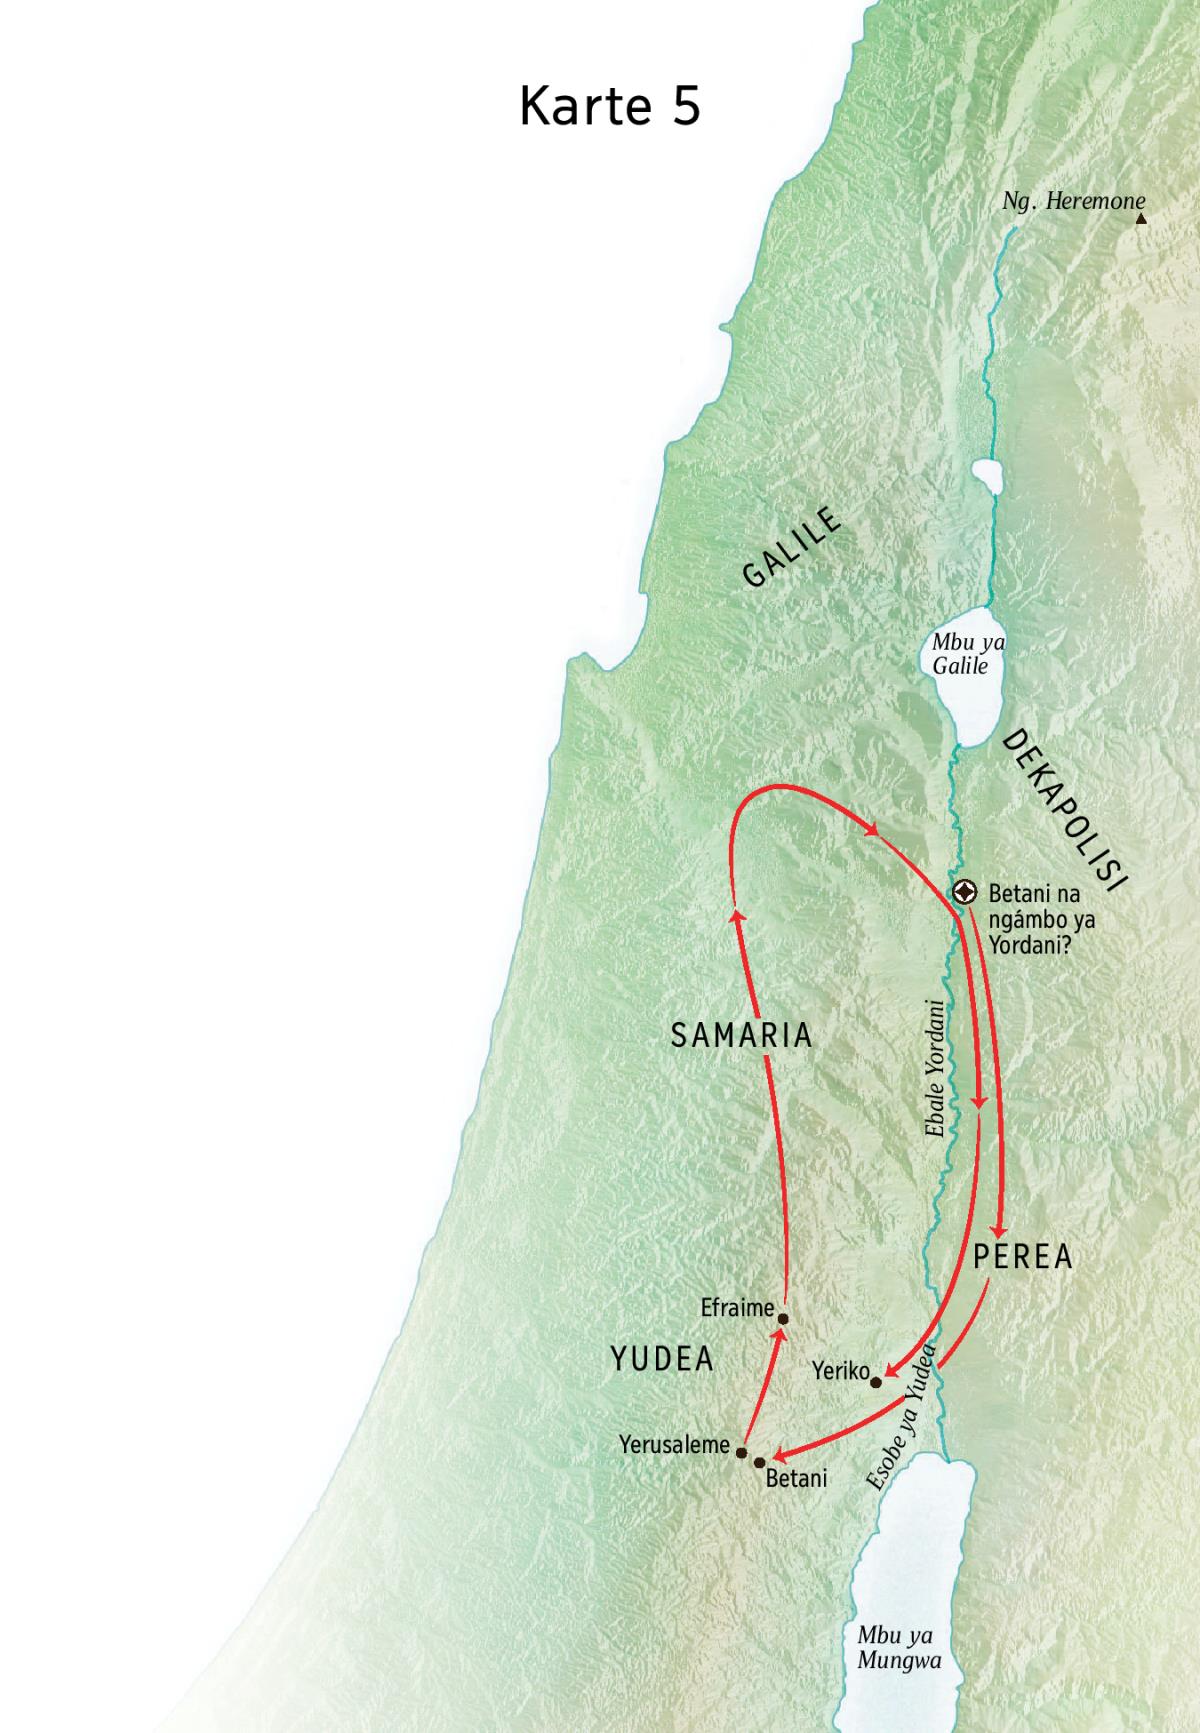 Karte 5
Ng. Heremone
GALILE
Mbu ya
Galile
DEKAPOLISI
Betani na
ngámbo ya
Yordani?
Ebale Yordani
SAMARIA
PEREA
Efraime
YUDEA
Yeriko
Esobe ya Yudea
Yerusaleme
Betani
Mbu ya
Mungwa